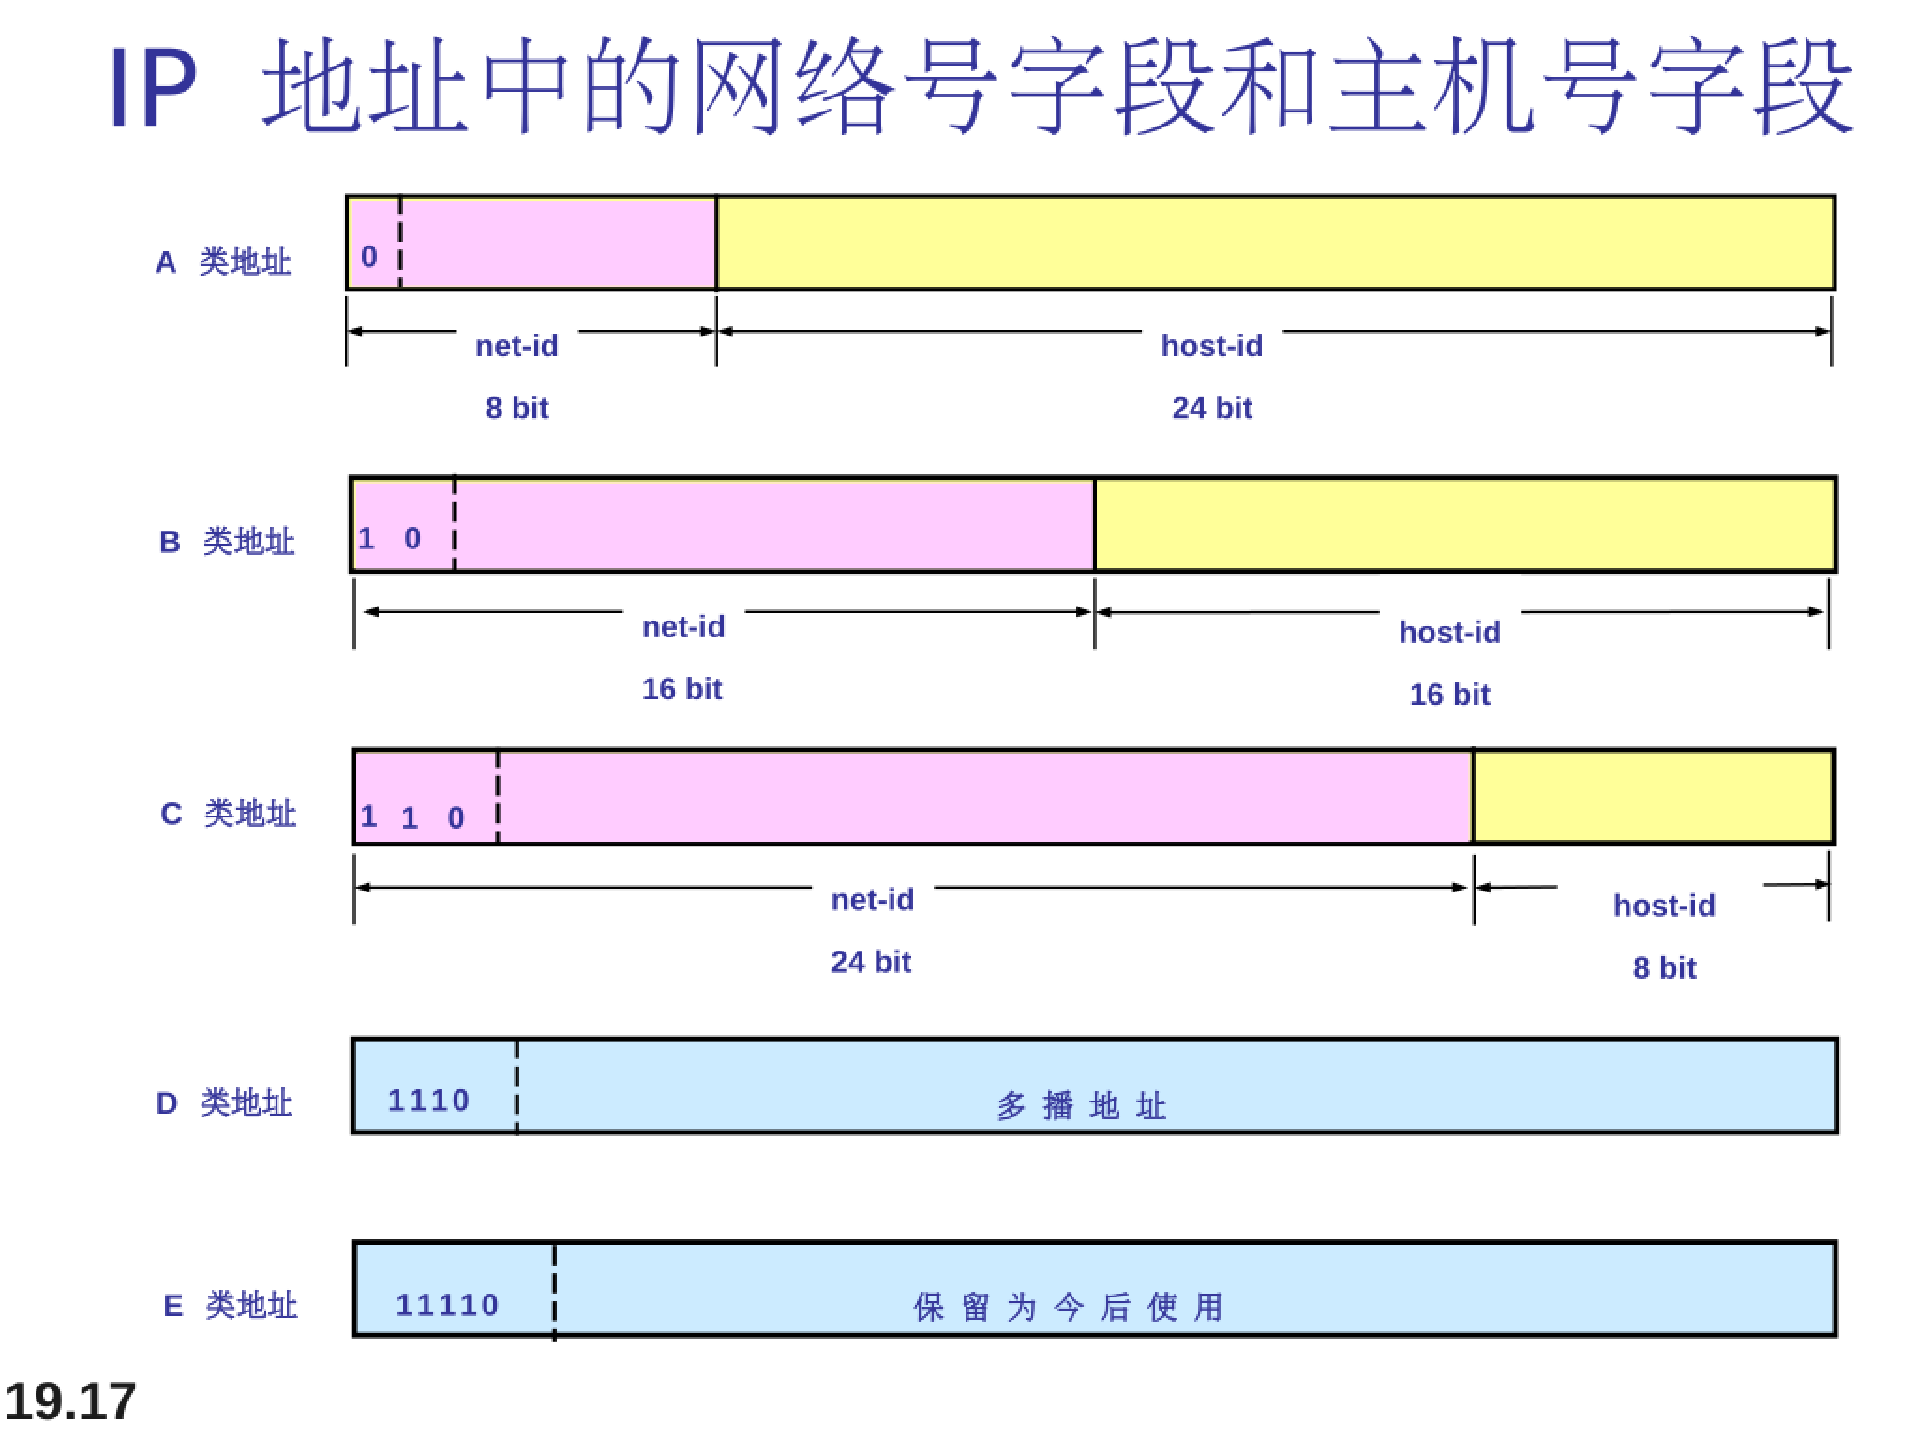 IP 地址中的网络号字段和主机号字段
A 类地址
0
net-id
host-id
8 bit
24 bit
B 类地址
1 0
net-id
host-id
16 bit
16 bit
C 类地址
1 1 0
net-id
host-id
24 bit
8 bit
D 类地址
1110
多播地址
E 类地址
11110
保留为今后使用
19.17